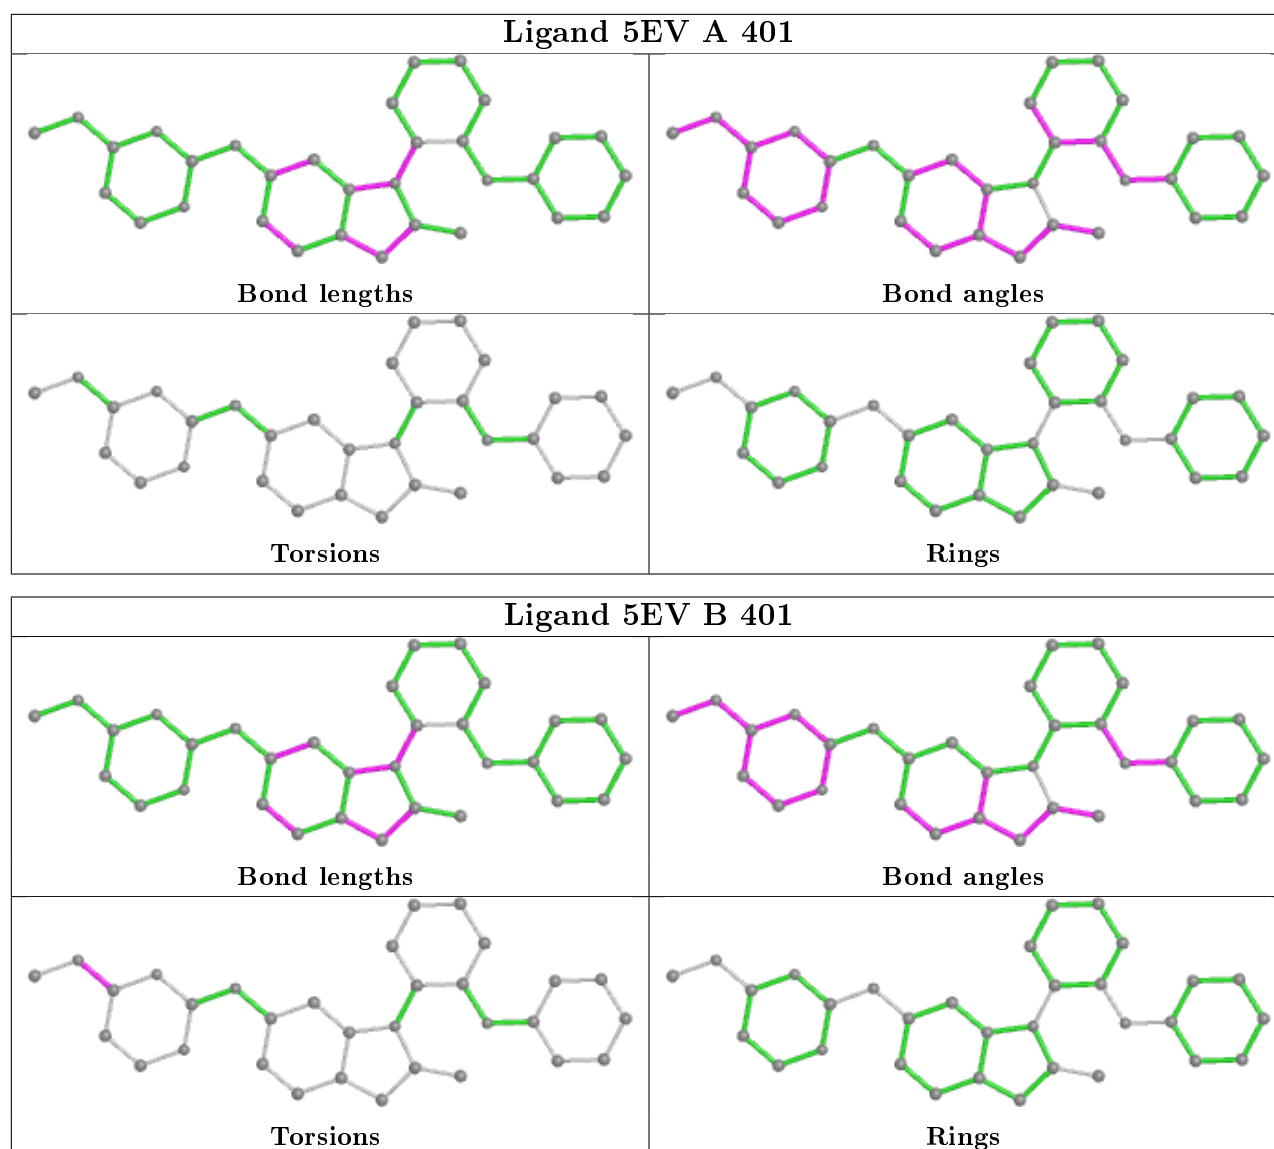 Ligand 5EV A 401
Bond lengths
Bond angles
Torsions
Rings
Ligand 5EV B 401
Bond lengths
Bond angles
Torsions
Rings